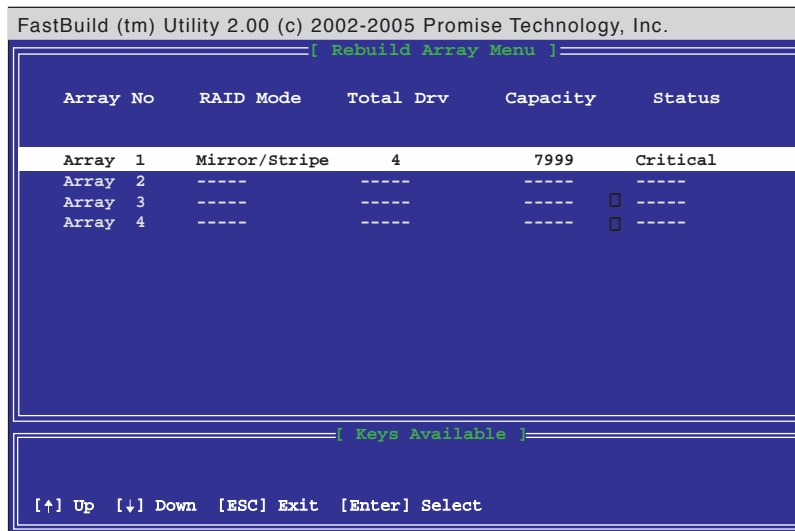 FastBuild (tm) Utility 2.00 (c) 2002-2005 Promise Technology, Inc.
[ Rebuild Array Menu ]
Array No RAID Mode Total Drv Capacity Status
Array 1 Mirror/Stripe 4 7999 Critical
Array 2 ----- ----- ----- -----
Array 3 ----- ----- ----- -----
Array 4 ----- ----- ----- -----
[ Keys Available ]
[↑] Up [↓] Down [ESC] Exit [Enter] Select